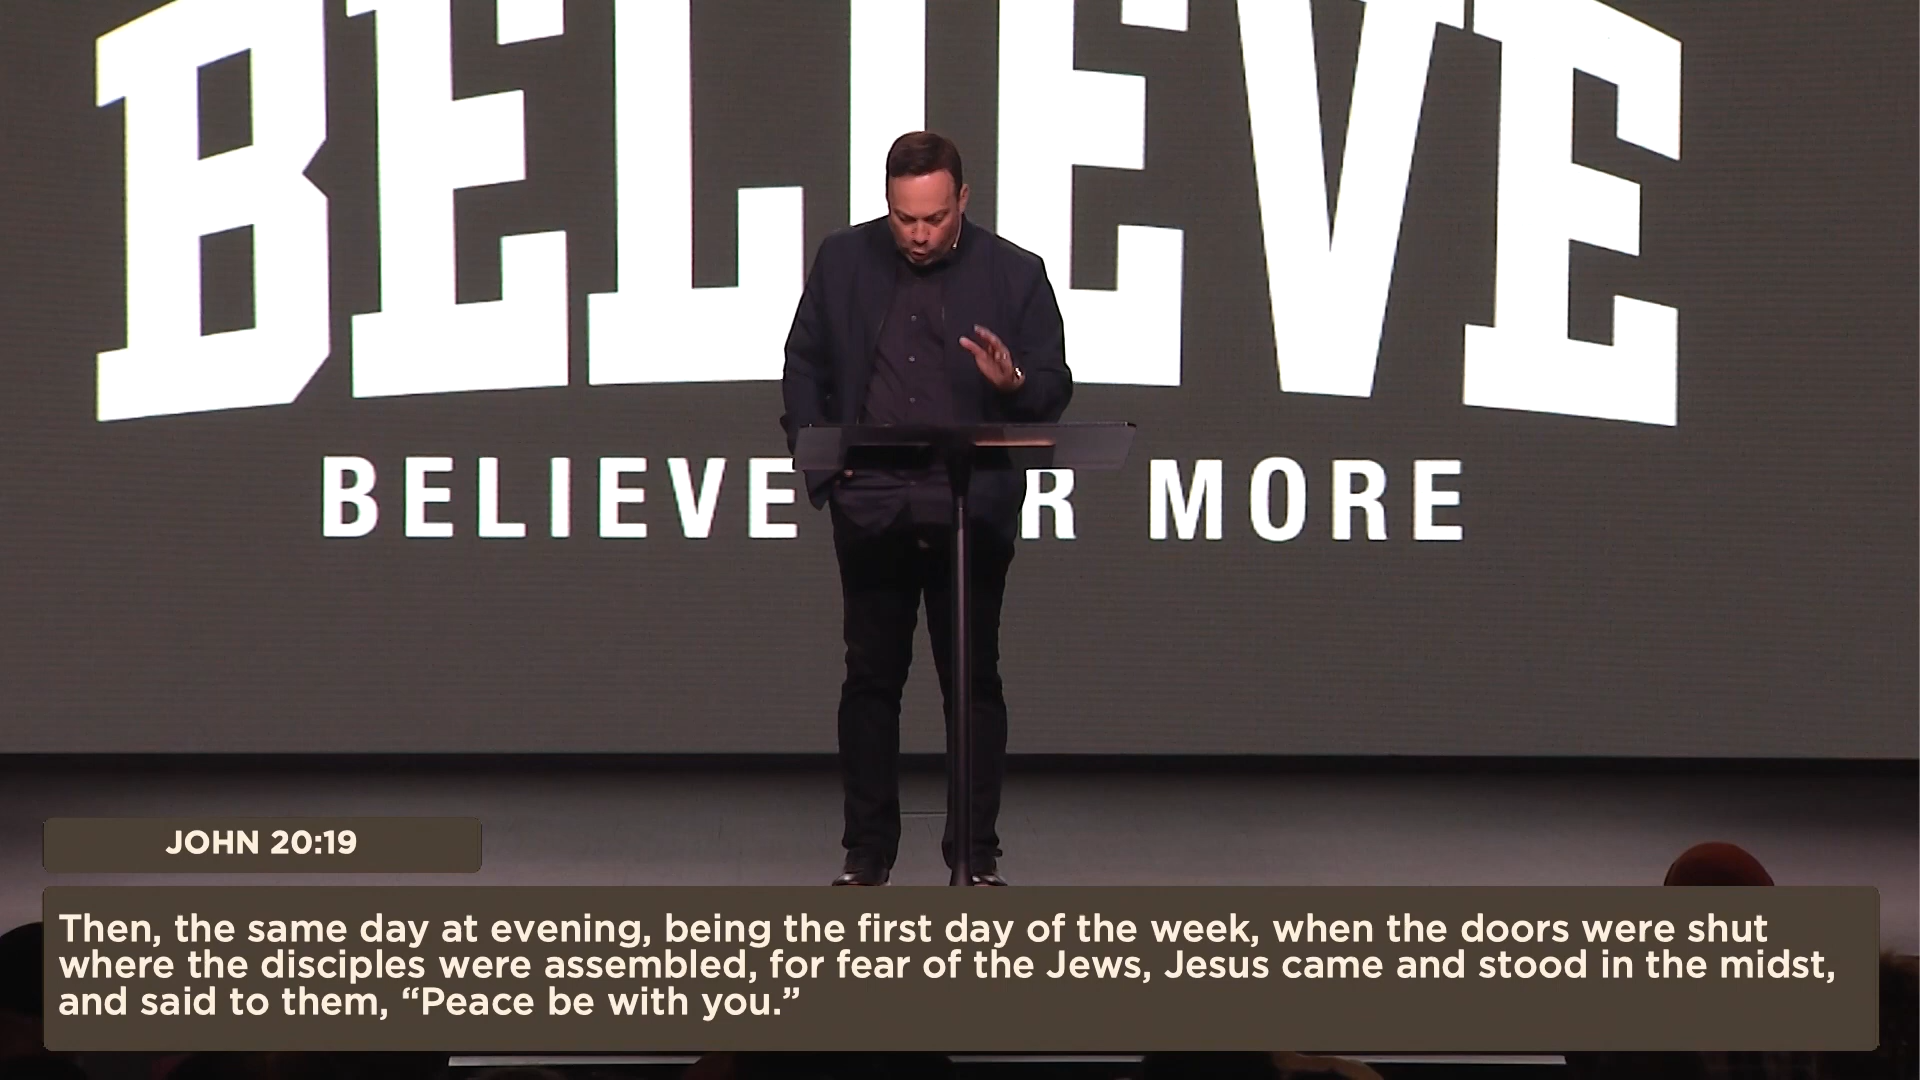 BELIEVE
BELIEVE R MORE
JOHN 20:19
Then, the same day at evening, being the first day of the week, when the doors were shut
where the disciples were assembled, for fear of the Jews, Jesus came and stood in the midst,
and said to them, “Peace be with you.”